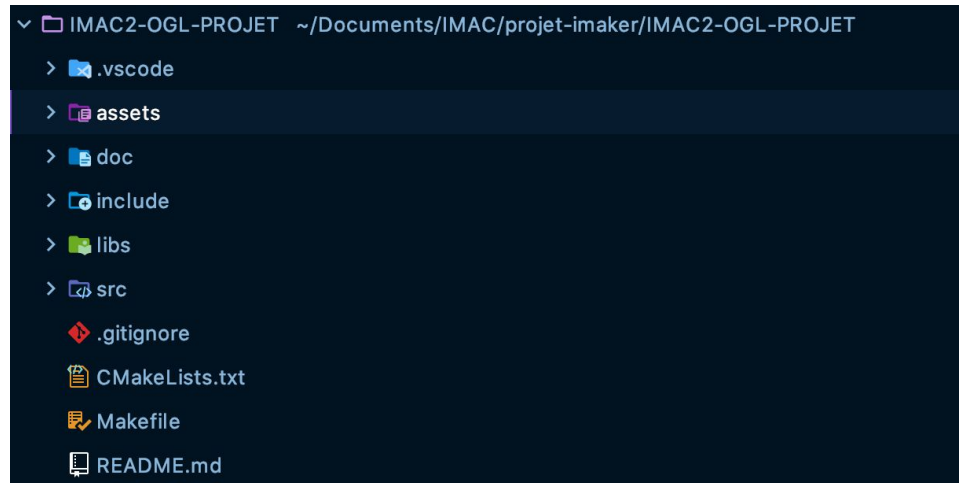 IMAC2-OGL-PROJET ~/Documents/IMAC/projet-imaker/IMAC2-OGL-PROJET
.vscode
assets
doc
include
libs
src
.gitignore
CMakeLists.txt
Makefile
README.md